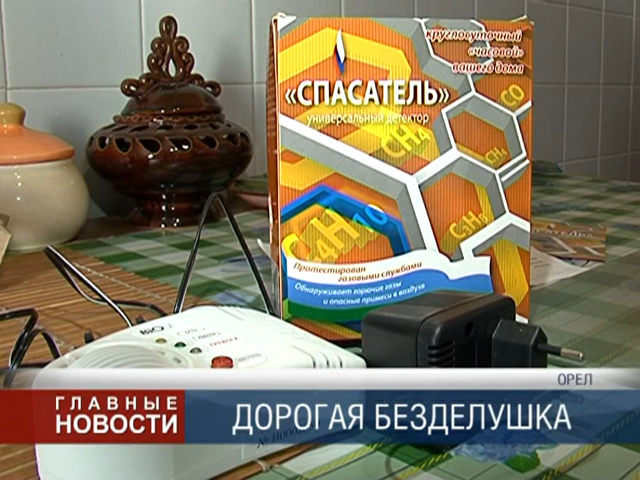 круглосуточный
«часовой»
вашего дома
«СПАСАТЕЛЬ»
универсальный детектор
CO
CH4
CH4
C3H8
C4H10
Протестирован
газовыми службами
Обнаруживает горючие газы
и опасные примеси в воздухе
ОРЕЛ
ГЛАВНЫЕ
НОВОСТИ
ДОРОГАЯ БЕЗДЕЛУШКА